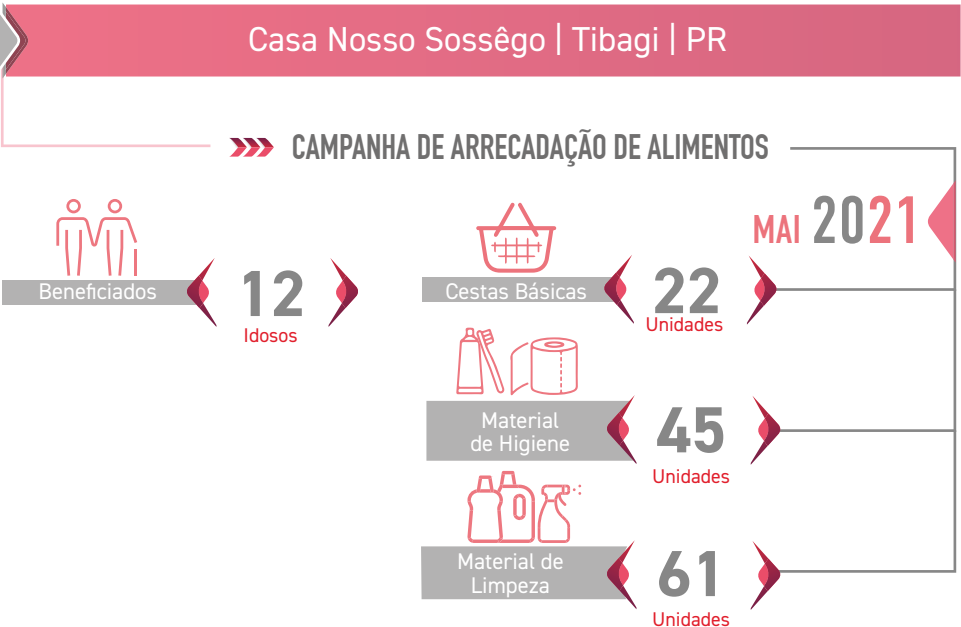 Casa Nosso Sossêgo | Tibagi | PR
CAMPANHA DE ARRECADAÇÃO DE ALIMENTOS
MAI 2021
Beneficiados
12
Idosos
Cestas Básicas
22
Unidades
Material
de Higiene
45
Unidades
Material de
Limpeza
61
Unidades